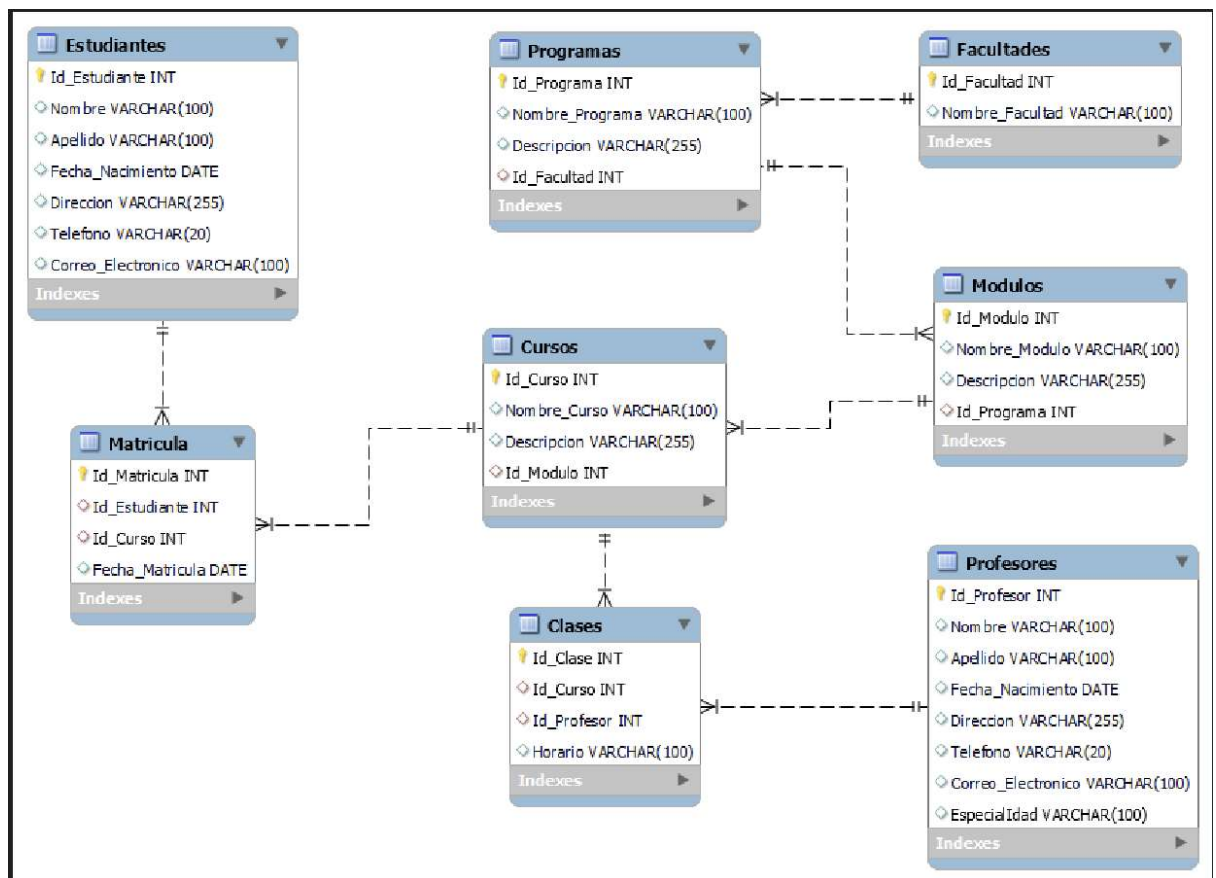 Estudiantes
Id_Estudiante INT
Nombre VARCHAR(100)
Apellido VARCHAR(100)
Fecha_Nacimiento DATE
Direccion VARCHAR(255)
Telefono VARCHAR(20)
Correo_Electronico VARCHAR(100)
Indexes
Programas
Id_Programa INT
Nombre_Programa VARCHAR(100)
Descripcion VARCHAR(255)
Id_Facultad INT
Indexes
Facultades
Id_Facultad INT
Nombre_Facultad VARCHAR(100)
Indexes
Modulos
Id_Modulo INT
Nombre_Modulo VARCHAR(100)
Descripcion VARCHAR(255)
Id_Programa INT
Indexes
Cursos
Id_Curso INT
Nombre_Curso VARCHAR(100)
Descripcion VARCHAR(255)
Id_Modulo INT
Indexes
Matricula
Id_Matricula INT
Id_Estudiante INT
Id_Curso INT
Fecha_Matricula DATE
Indexes
Clases
Id_Clase INT
Id_Curso INT
Id_Profesor INT
Horario VARCHAR(100)
Indexes
Profesores
Id_Profesor INT
Nombre VARCHAR(100)
Apellido VARCHAR(100)
Fecha_Nacimiento DATE
Direccion VARCHAR(255)
Telefono VARCHAR(20)
Correo_Electronico VARCHAR(100)
EspecialIdad VARCHAR(100)
Indexes